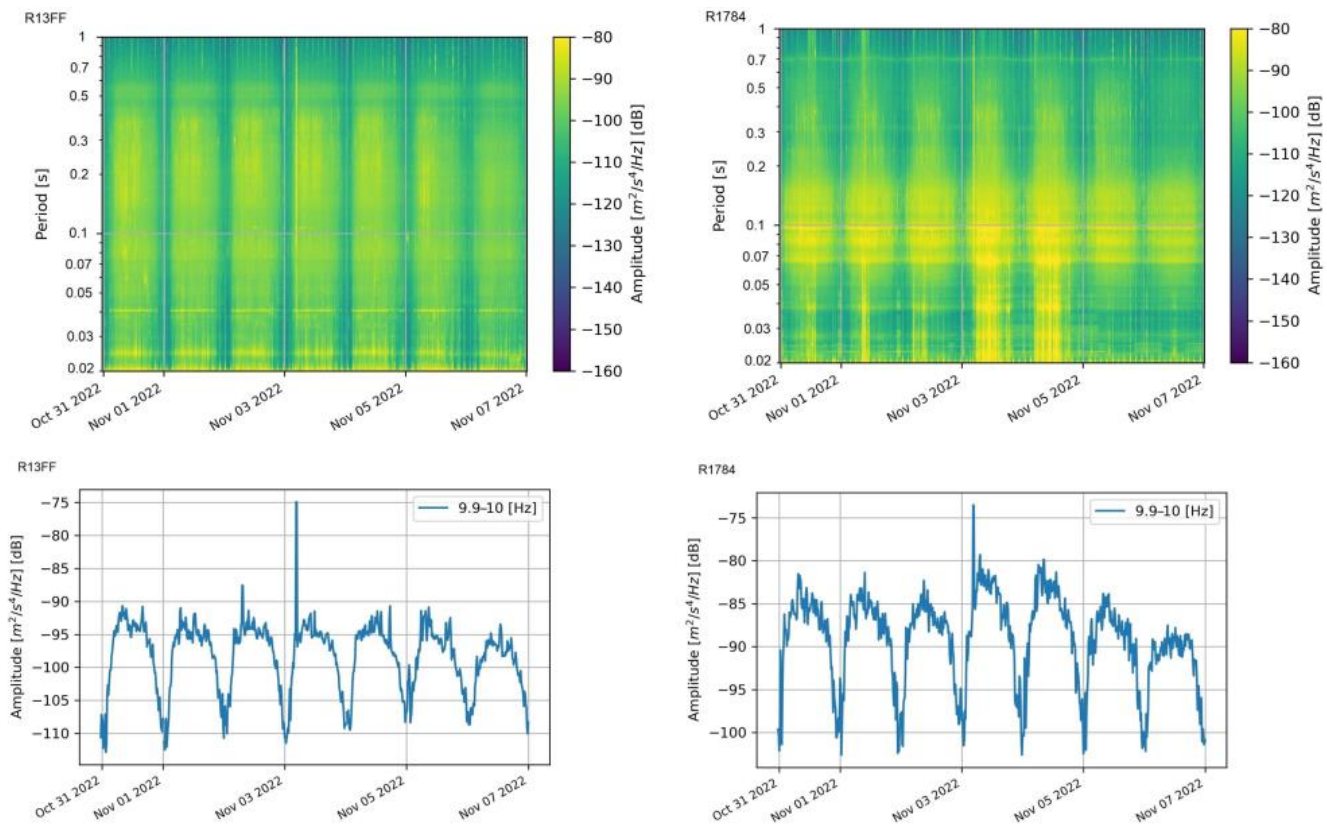 R13FF
1
0.7
0.5
0.3
0.2
0.1
0.07
0.05
0.03
0.02
Period [s]
Oct 31 2022
Nov 01 2022
Nov 03 2022
Nov 05 2022
Nov 07 2022
−80
−90
−100
−110
−120
−130
−140
−150
−160
Amplitude [m²/s⁴/Hz] [dB]
R1784
1
0.7
0.5
0.3
0.2
0.1
0.07
0.05
0.03
0.02
Period [s]
Oct 31 2022
Nov 01 2022
Nov 03 2022
Nov 05 2022
Nov 07 2022
−80
−90
−100
−110
−120
−130
−140
−150
−160
Amplitude [m²/s⁴/Hz] [dB]
R13FF
−75
−80
−85
−90
−95
−100
−105
−110
Amplitude [m²/s⁴/Hz] [dB]
9.9–10 [Hz]
Oct 31 2022
Nov 01 2022
Nov 03 2022
Nov 05 2022
Nov 07 2022
R1784
−75
−80
−85
−90
−95
−100
Amplitude [m²/s⁴/Hz] [dB]
9.9–10 [Hz]
Oct 31 2022
Nov 01 2022
Nov 03 2022
Nov 05 2022
Nov 07 2022